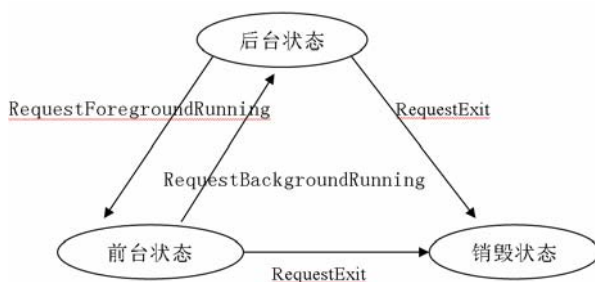 后台状态
RequestForegroundRunning
RequestExit
RequestBackgroundRunning
前台状态
销毁状态
RequestExit